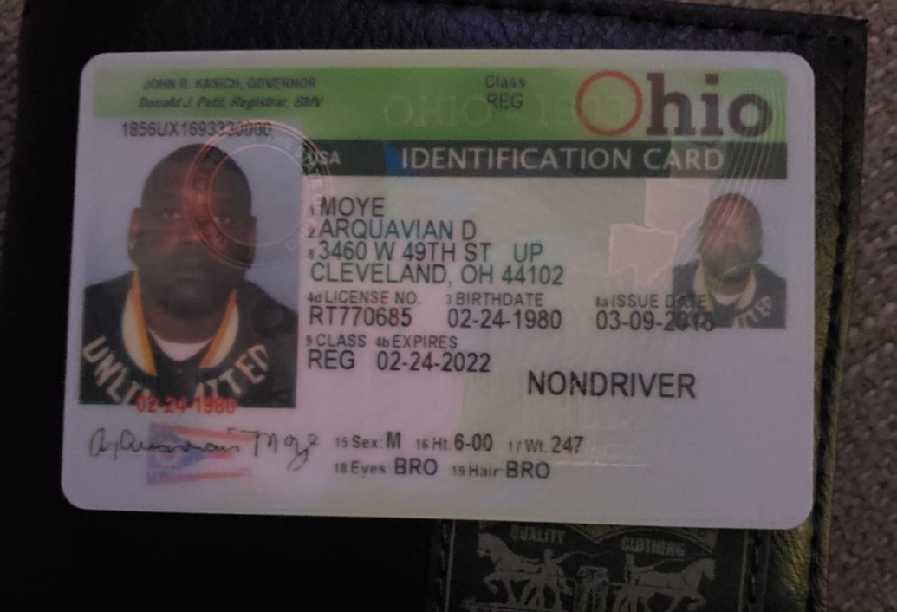 JOHN R. KASICH, GOVERNOR
Donald J. Petit, Registrar, BMV
Class
REG
Ohio
1856UX1693330000
USA IDENTIFICATION CARD
1 MOYE
2 ARQUAVIAN D
8 3460 W 49TH ST UP
CLEVELAND, OH 44102
4d LICENSE NO. 3 BIRTHDATE 4a ISSUE DATE
RT770685 02-24-1980 03-09-2018
9 CLASS 4b EXPIRES
REG 02-24-2022
NONDRIVER
02-24-1980
15 Sex: M 16 Ht: 6-00 17 Wt: 247
18 Eyes: BRO 19 Hair: BRO
QUALITY CLOTHING